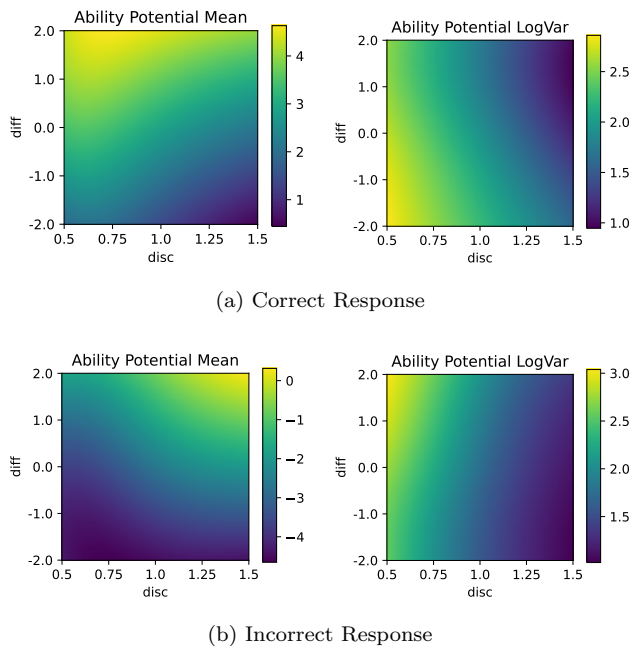 Ability Potential Mean
2.0
1.0
0.0
-1.0
-2.0
diff
0.5 0.75 1.0 1.25 1.5
disc
4
3
2
1
Ability Potential LogVar
2.0
1.0
0.0
-1.0
-2.0
diff
0.5 0.75 1.0 1.25 1.5
disc
2.5
2.0
1.5
1.0
(a) Correct Response
Ability Potential Mean
2.0
1.0
0.0
-1.0
-2.0
diff
0.5 0.75 1.0 1.25 1.5
disc
0
−1
−2
−3
−4
Ability Potential LogVar
2.0
1.0
0.0
-1.0
-2.0
diff
0.5 0.75 1.0 1.25 1.5
disc
3.0
2.5
2.0
1.5
(b) Incorrect Response